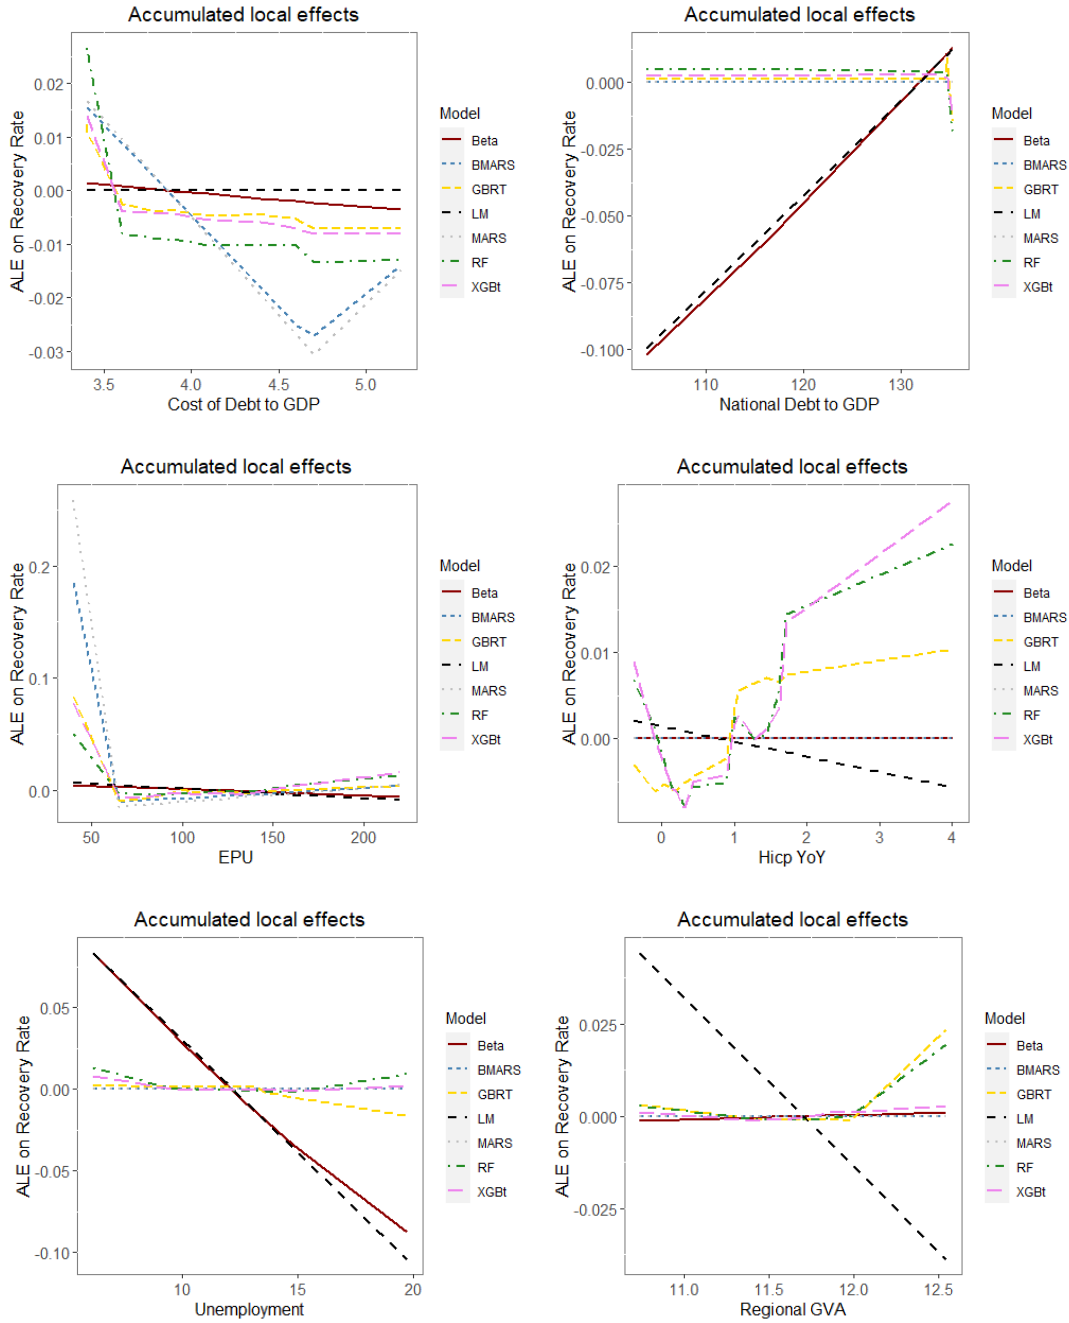 Accumulated local effects
ALE on Recovery Rate
0.02
0.01
0.00
-0.01
-0.02
-0.03
3.5 4.0 4.5 5.0
Cost of Debt to GDP
Model
Beta
BMARS
GBRT
LM
MARS
RF
XGBt
Accumulated local effects
ALE on Recovery Rate
0.000
-0.025
-0.050
-0.075
-0.100
110 120 130
National Debt to GDP
Model
Beta
BMARS
GBRT
LM
MARS
RF
XGBt
Accumulated local effects
ALE on Recovery Rate
0.2
0.1
0.0
50 100 150 200
EPU
Model
Beta
BMARS
GBRT
LM
MARS
RF
XGBt
Accumulated local effects
ALE on Recovery Rate
0.02
0.01
0.00
0 1 2 3 4
Hicp YoY
Model
Beta
BMARS
GBRT
LM
MARS
RF
XGBt
Accumulated local effects
ALE on Recovery Rate
0.05
0.00
-0.05
-0.10
10 15 20
Unemployment
Model
Beta
BMARS
GBRT
LM
MARS
RF
XGBt
Accumulated local effects
ALE on Recovery Rate
0.025
0.000
-0.025
11.0 11.5 12.0 12.5
Regional GVA
Model
Beta
BMARS
GBRT
LM
MARS
RF
XGBt